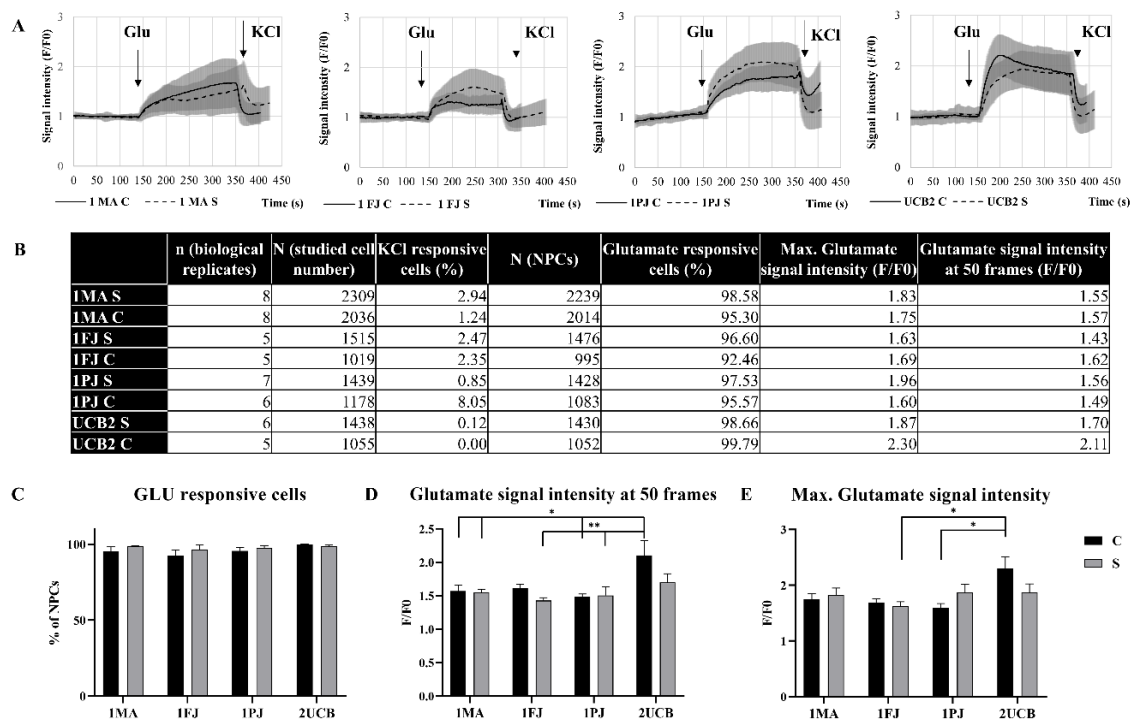 A
Signal intensity (F/F0)
3
2
1
0
Glu
KCl
0 50 100 150 200 250 300 350 400 450
1 MA C 1 MA S Time (s)
Signal intensity (F/F0)
3
2
1
0
Glu
KCl
0 50 100 150 200 250 300 350 400 450
1 FJ C 1 FJ S Time (s)
Signal intensity (F/F0)
3
2
1
0
Glu
KCl
0 50 100 150 200 250 300 350 400 450
1PJ C 1PJ S Time (s)
Signal intensity (F/F0)
3
2
1
0
Glu
KCl
0 50 100 150 200 250 300 350 400 450
UCB2 C UCB2 S Time (s)
B
n (biological replicates) N (studied cell number) KCl responsive cells (%) N (NPCs) Glutamate responsive cells (%) Max. Glutamate signal intensity (F/F0) Glutamate signal intensity at 50 frames (F/F0)
1MA S 8 2309 2.94 2239 98.58 1.83 1.55
1MA C 8 2036 1.24 2014 95.30 1.75 1.57
1FJ S 5 1515 2.47 1476 96.60 1.63 1.43
1FJ C 5 1019 2.35 995 92.46 1.69 1.62
1PJ S 7 1439 0.85 1428 97.53 1.96 1.56
1PJ C 6 1178 8.05 1083 95.57 1.60 1.49
UCB2 S 6 1438 0.12 1430 98.66 1.87 1.70
UCB2 C 5 1055 0.00 1052 99.79 2.30 2.11
C GLU responsive cells
% of NPCs
100
50
0
1MA 1FJ 1PJ 2UCB
D Glutamate signal intensity at 50 frames
F/F0
2.5
2.0
1.5
1.0
0.5
0.0
*
**
1MA 1FJ 1PJ 2UCB
E Max. Glutamate signal intensity
F/F0
3
2
1
0
*
*
1MA 1FJ 1PJ 2UCB
C
S